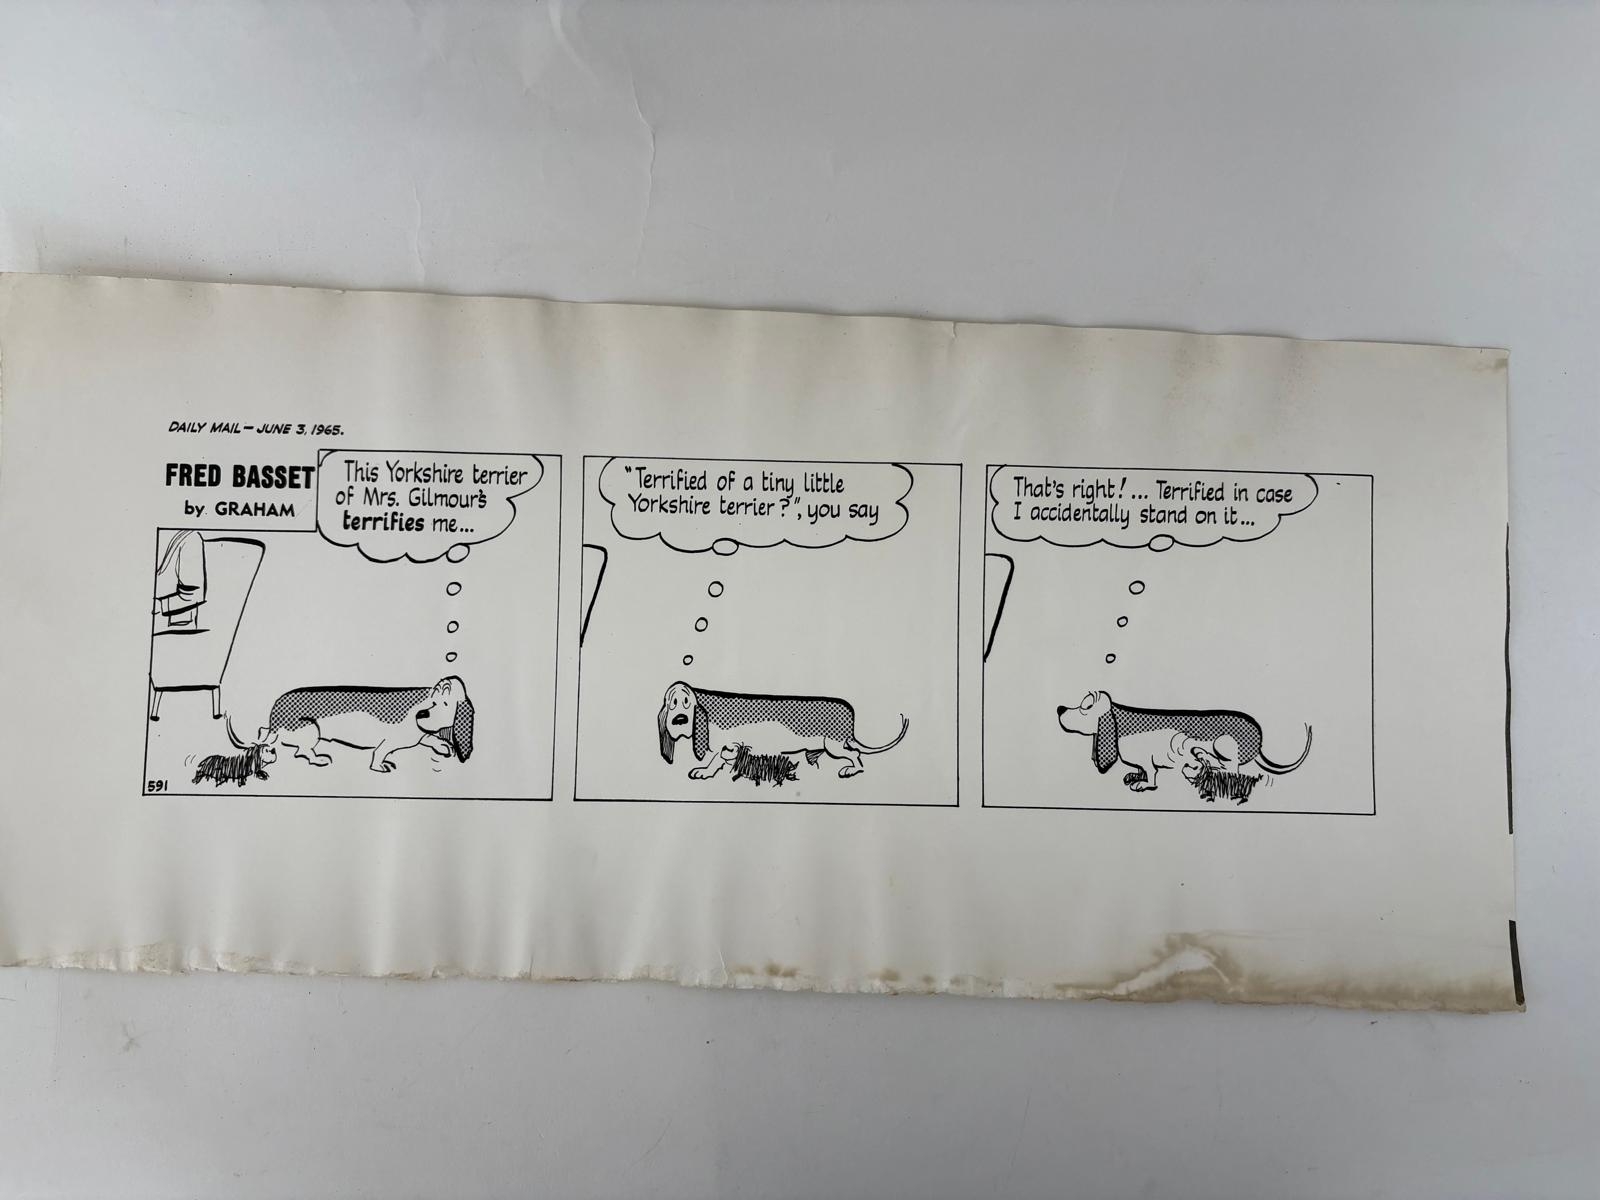 DAILY MAIL — JUNE 3, 1965.
FRED BASSET
by. GRAHAM
This Yorkshire terrier
of Mrs. Gilmour's
terrifies me...
"Terrified of a tiny little
Yorkshire terrier?", you say
That's right! ... Terrified in case
I accidentally stand on it...
591